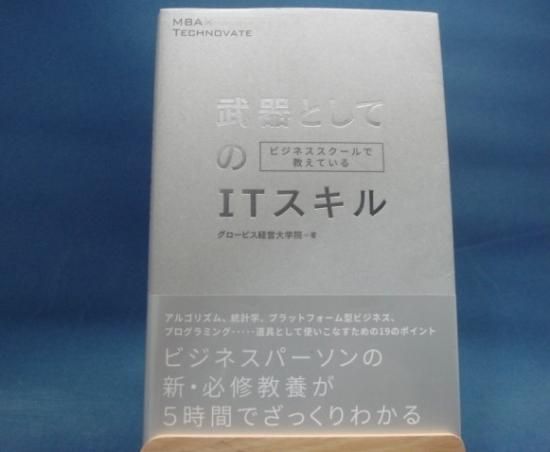 MBA×
TECHNOVATE
武器として
の
ビジネススクールで
教えている
ITスキル
グロービス経営大学院=著
アルゴリズム、統計学、プラットフォーム型ビジネス、
プログラミング……道具として使いこなすための19のポイント
ビジネスパーソンの
新・必修教養が
5時間でざっくりわかる